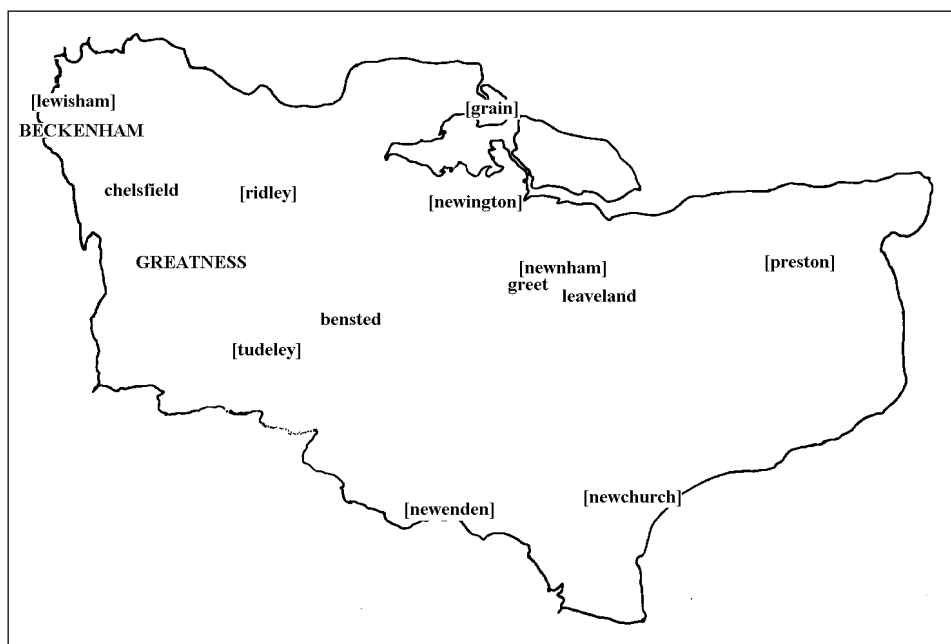 [lewisham]
[grain]
BECKENHAM
chelsfield
[ridley]
[newington]
GREATNESS
[newnham]
[preston]
greet
leaveland
bensted
[tudeley]
[newenden]
[newchurch]